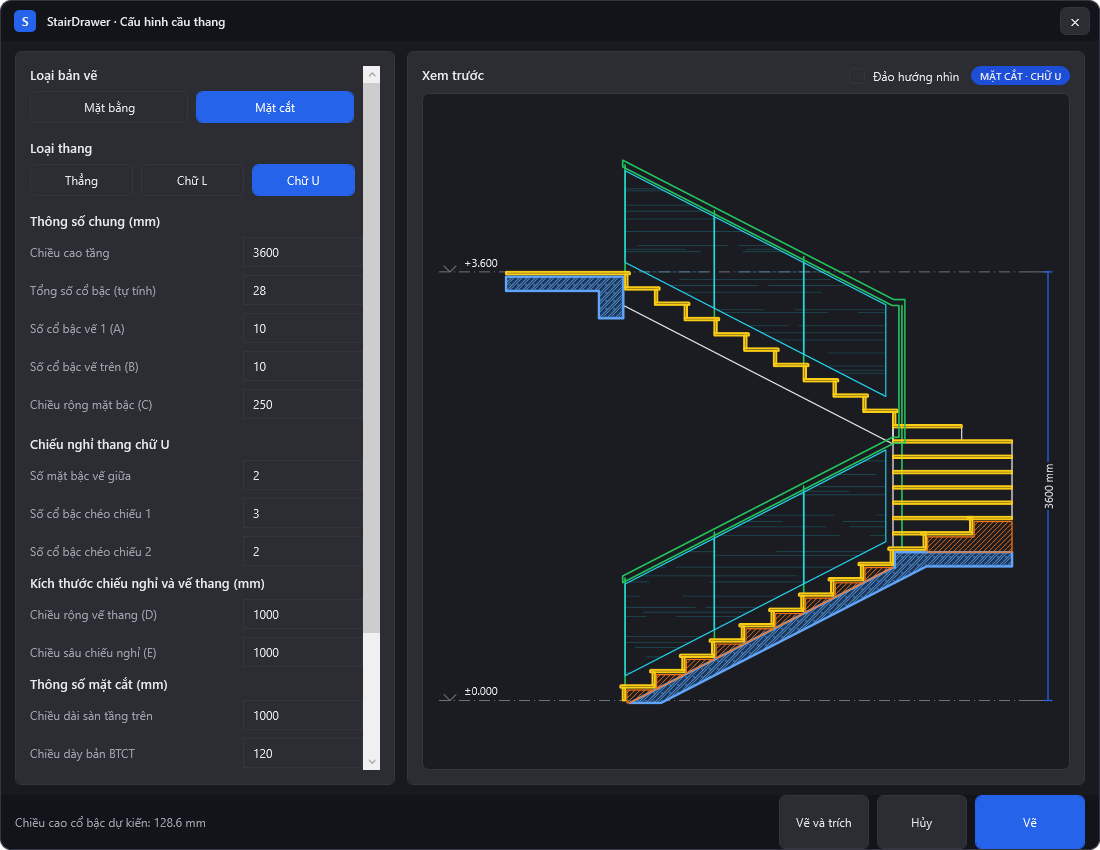 S StairDrawer · Cấu hình cầu thang
Loại bản vẽ
Mặt bằng Mặt cắt
Loại thang
Thẳng Chữ L Chữ U
Thông số chung (mm)
Chiều cao tầng 3600
Tổng số cổ bậc (tự tính) 28
Số cổ bậc vế 1 (A) 10
Số cổ bậc vế trên (B) 10
Chiều rộng mặt bậc (C) 250
Chiếu nghỉ thang chữ U
Số mặt bậc vế giữa 2
Số cổ bậc chéo chiếu 1 3
Số cổ bậc chéo chiếu 2 2
Kích thước chiếu nghỉ và vế thang (mm)
Chiều rộng vế thang (D) 1000
Chiều sâu chiếu nghỉ (E) 1000
Thông số mặt cắt (mm)
Chiều dài sàn tầng trên 1000
Chiều dày bản BTCT 120
Xem trước
Đảo hướng nhìn
MẶT CẮT · CHỮ U
+3.600
3600 mm
±0.000
Chiều cao cổ bậc dự kiến: 128.6 mm
Vẽ và trích Hủy Vẽ